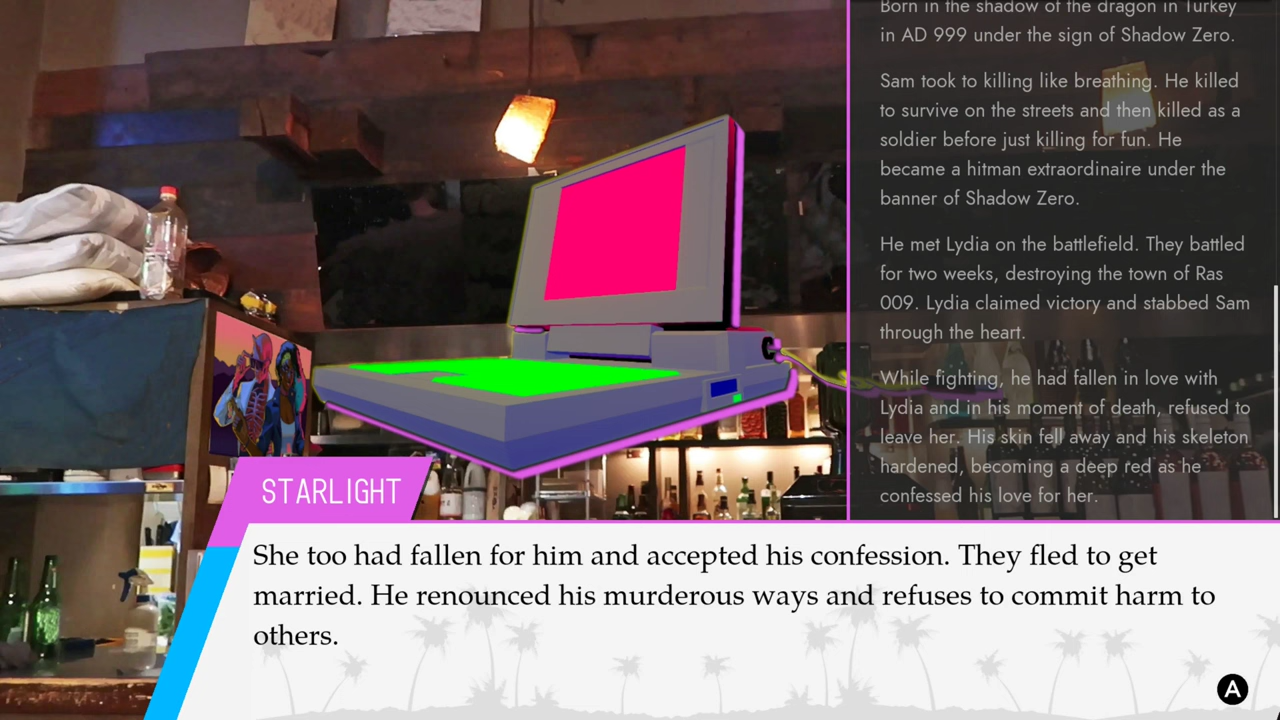 Born in the shadow of the dragon in Turkey
in AD 999 under the sign of Shadow Zero.
Sam took to killing like breathing. He killed
to survive on the streets and then killed as a
soldier before just killing for fun. He
became a hitman extraordinaire under the
banner of Shadow Zero.
He met Lydia on the battlefield. They battled
for two weeks, destroying the town of Ras
009. Lydia claimed victory and stabbed Sam
through the heart.
While fighting, he had fallen in love with
Lydia and in his moment of death, refused to
leave her. His skin fell away and his skeleton
hardened, becoming a deep red as he
confessed his love for her.
STARLIGHT
She too had fallen for him and accepted his confession. They fled to get
married. He renounced his murderous ways and refuses to commit harm to
others.
A